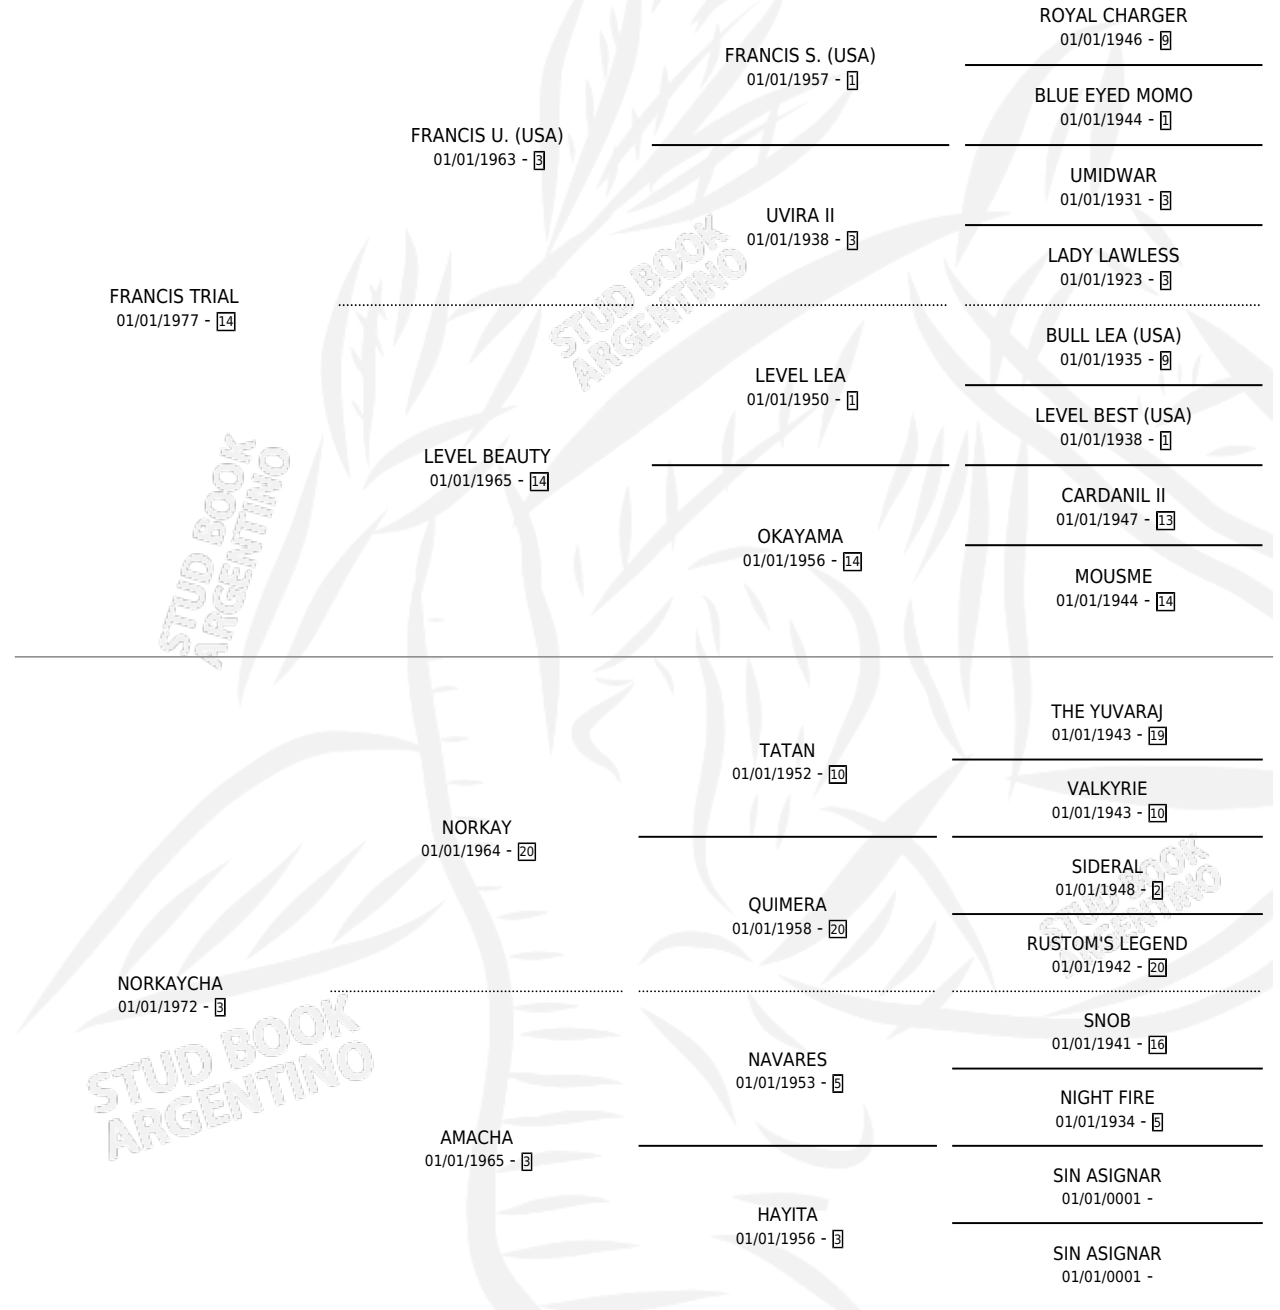 ROYAL CHARGER
01/01/1946 - 9
FRANCIS S. (USA)
01/01/1957 - 1
BLUE EYED MOMO
01/01/1944 - 1
FRANCIS U. (USA)
01/01/1963 - 3
UMIDWAR
01/01/1931 - 3
UVIRA II
01/01/1938 - 3
LADY LAWLESS
01/01/1923 - 3
FRANCIS TRIAL
01/01/1977 - 14
BULL LEA (USA)
01/01/1935 - 9
LEVEL LEA
01/01/1950 - 1
LEVEL BEST (USA)
01/01/1938 - 1
LEVEL BEAUTY
01/01/1965 - 14
CARDANIL II
01/01/1947 - 13
OKAYAMA
01/01/1956 - 14
MOUSME
01/01/1944 - 14
STUD BOOK
ARGENTINO
STUD BOOK
ARGENTINO
THE YUVARAJ
01/01/1943 - 19
TATAN
01/01/1952 - 10
VALKYRIE
01/01/1943 - 10
NORKAY
01/01/1964 - 20
SIDERAL
01/01/1948 - 2
QUIMERA
01/01/1958 - 20
RUSTOM'S LEGEND
01/01/1942 - 20
NORKAYCHA
01/01/1972 - 3
SNOB
01/01/1941 - 16
NAVARES
01/01/1953 - 5
NIGHT FIRE
01/01/1934 - 5
AMACHA
01/01/1965 - 3
SIN ASIGNAR
01/01/0001 -
HAYITA
01/01/1956 - 3
SIN ASIGNAR
01/01/0001 -
STUD BOOK
ARGENTINO
STUD BOOK
ARGENTINO